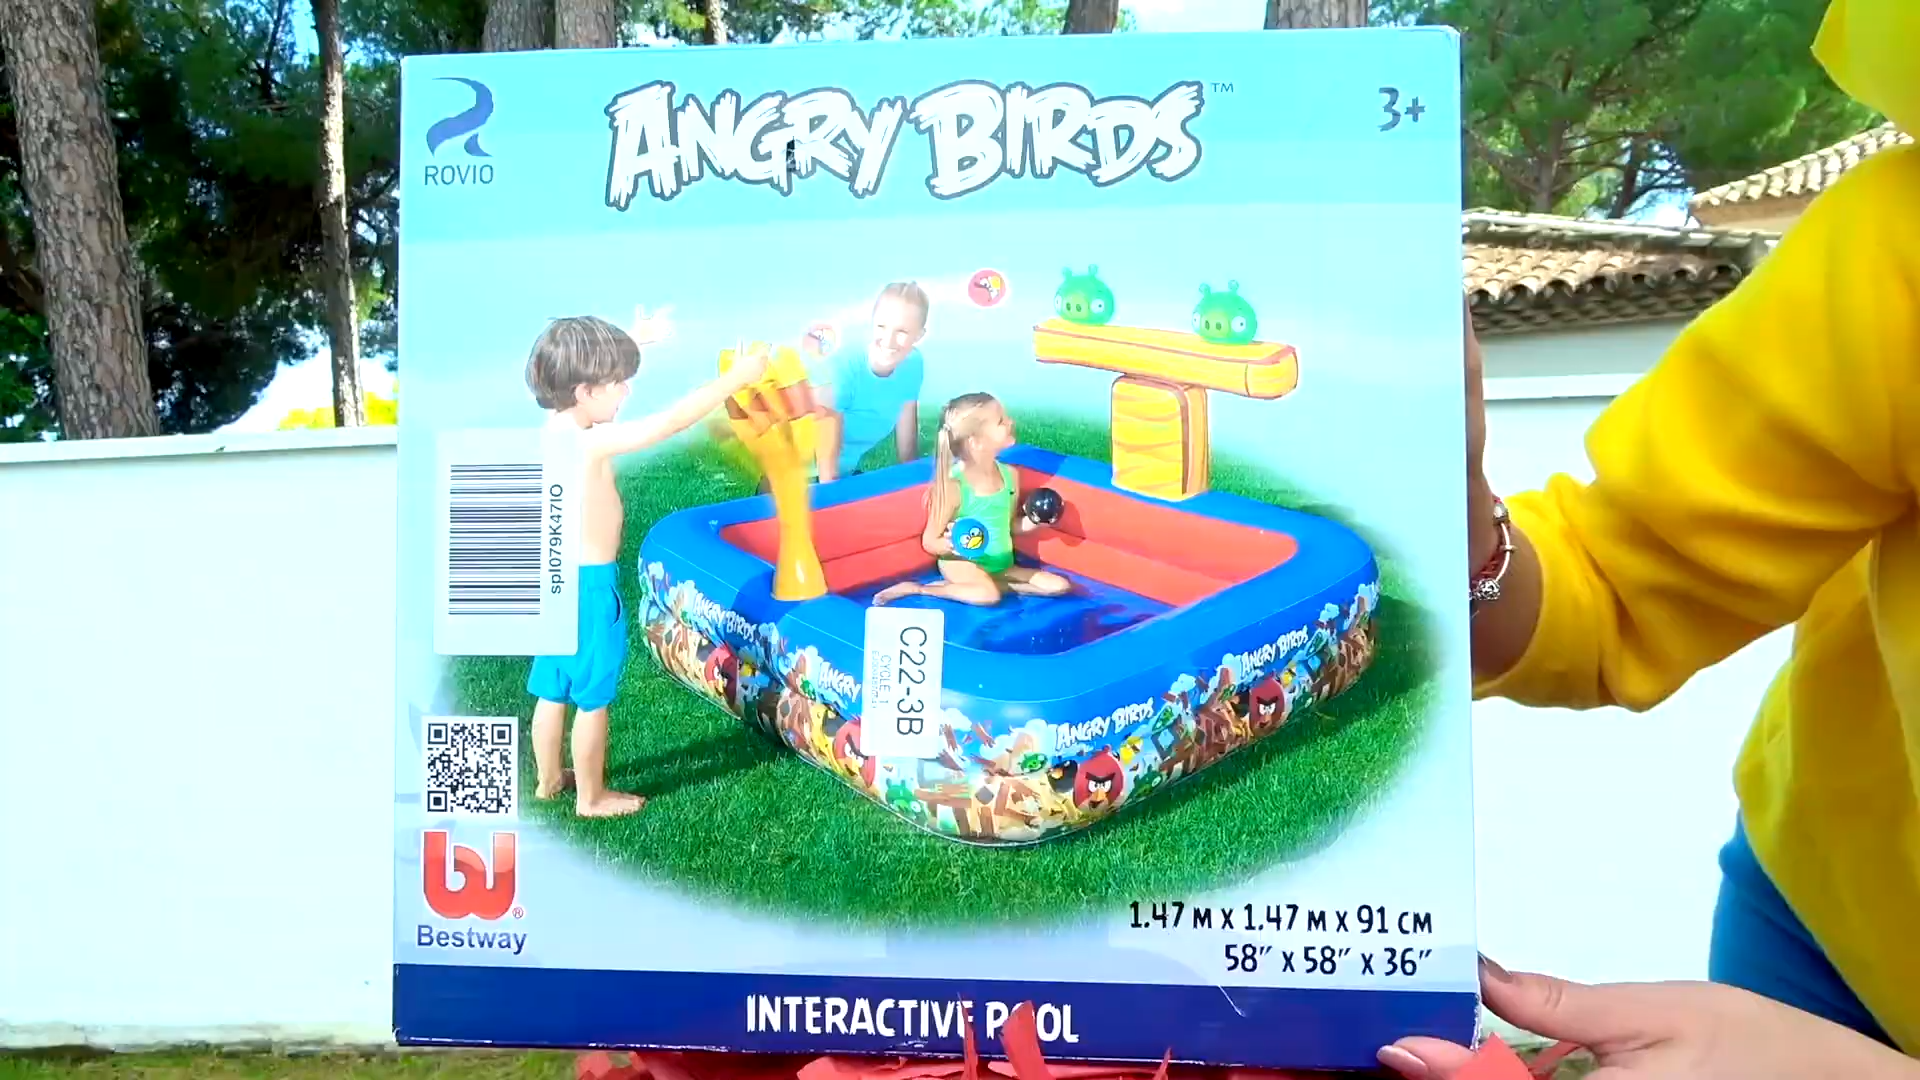 ANGRY BIRDS™
3+
ROVIO
spl079K47IO
ANGRY BIRDS
ANGRY
ANGRY BIRDS
ANGRY BIRDS
C22-3B
CYCLE 1
Bestway®
1.47 M X 1.47 M X 91 CM
58″ X 58″ X 36″
INTERACTIVE POOL